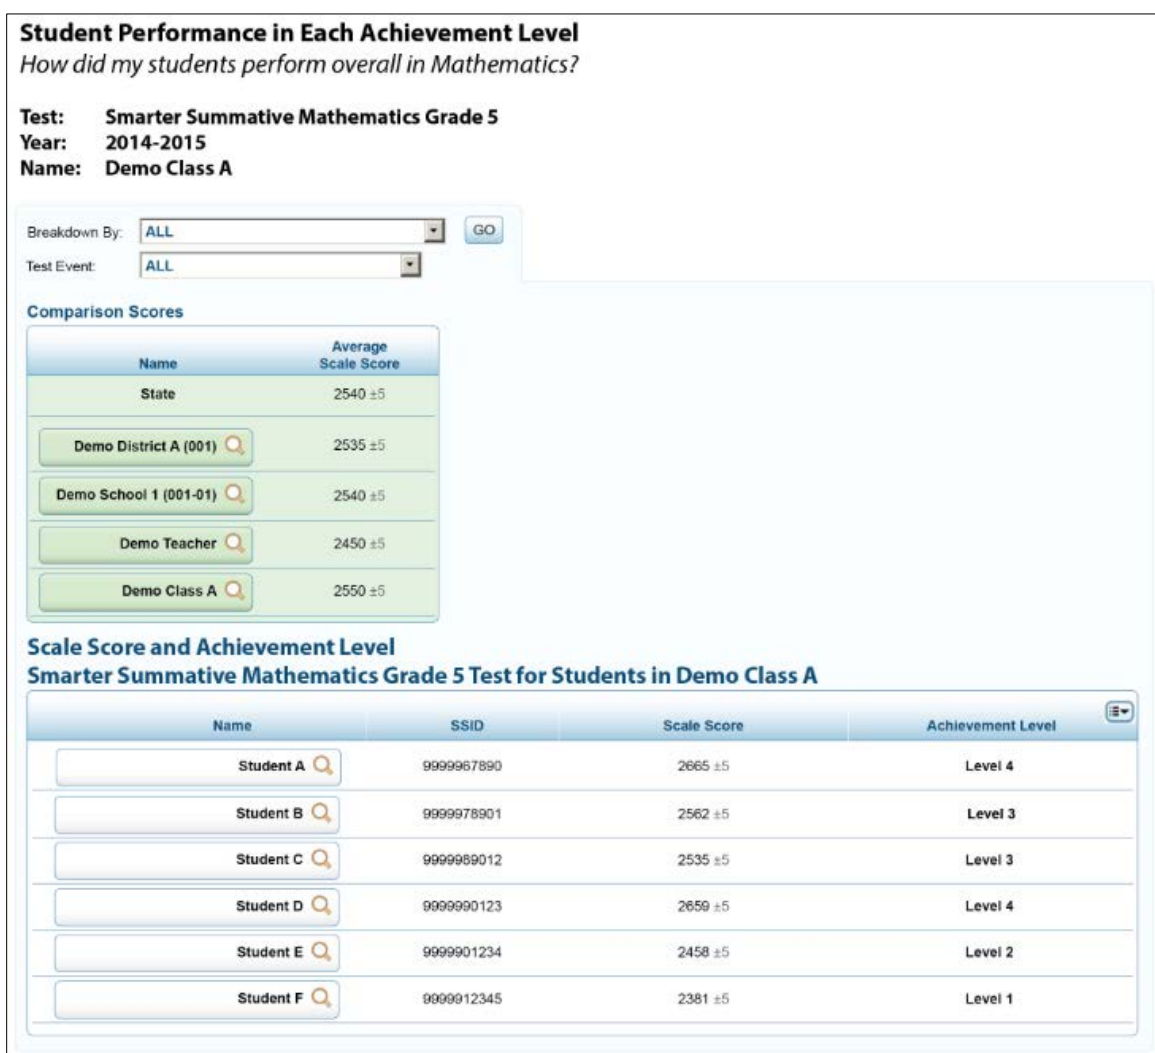 Student Performance in Each Achievement Level
How did my students perform overall in Mathematics?
Test: Smarter Summative Mathematics Grade 5
Year: 2014-2015
Name: Demo Class A
Breakdown By: ALL GO
Test Event: ALL
Comparison Scores
Name Average Scale Score
State 2540 ±5
Demo District A (001) 2535 ±5
Demo School 1 (001-01) 2540 ±5
Demo Teacher 2450 ±5
Demo Class A 2550 ±5
Scale Score and Achievement Level
Smarter Summative Mathematics Grade 5 Test for Students in Demo Class A
Name SSID Scale Score Achievement Level
Student A 9999967890 2665 ±5 Level 4
Student B 9999978901 2562 ±5 Level 3
Student C 9999989012 2535 ±5 Level 3
Student D 9999990123 2659 ±5 Level 4
Student E 9999901234 2458 ±5 Level 2
Student F 9999912345 2381 ±5 Level 1